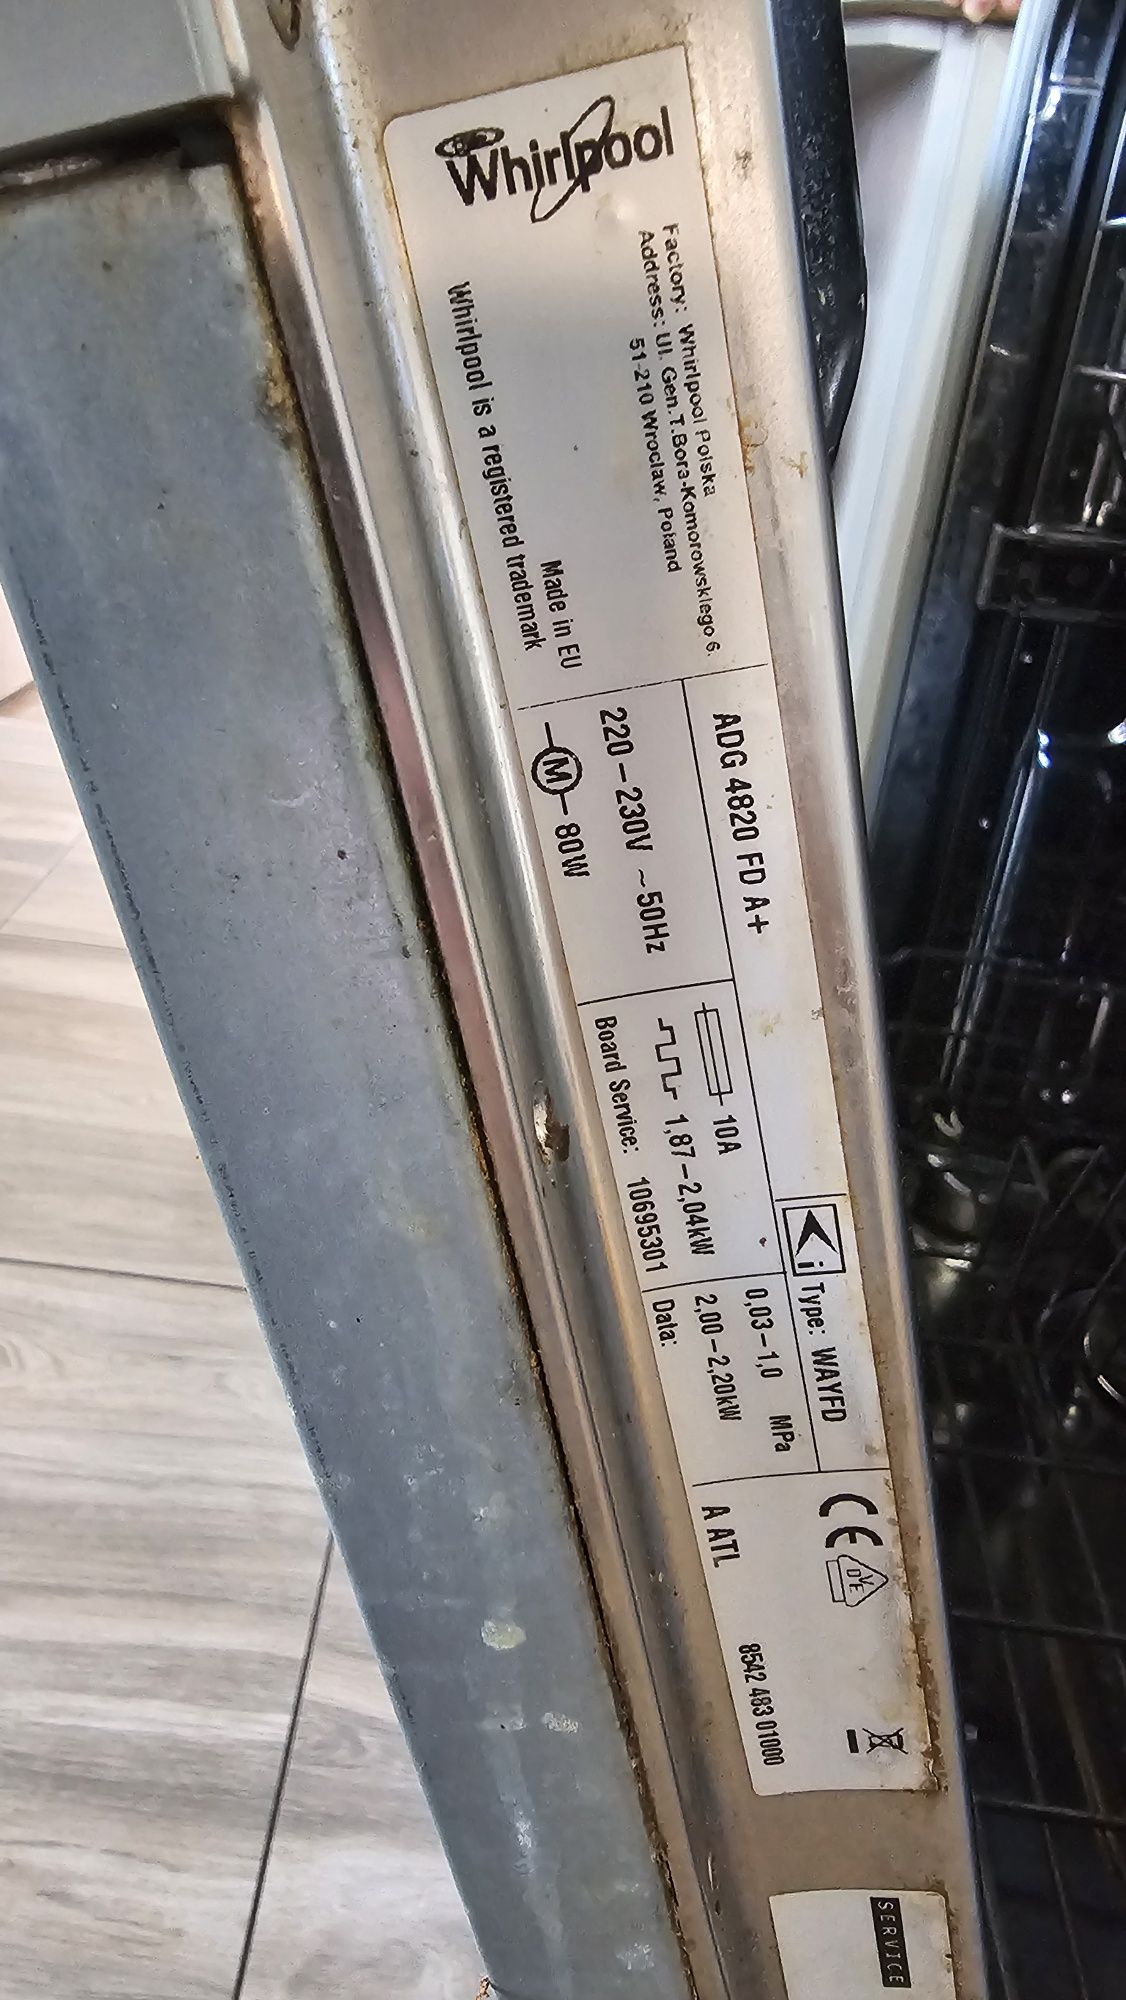 Whirlpool
Factory: Whirlpool Polska
Address: Ul. Gen.T.Bora-Komorowskiego 6.
51-210 Wroclaw, Poland
Made in EU
Whirlpool is a registered trademark
ADG 4820 FD A+
i Type: WAYFD
220–230V ~50Hz
M 80W
10A
1,87–2,04kW
Board Service: 10695301
0,03–1,0 MPa
2,00–2,20kW
Data:
CE DVE
A ATL
8542 483 01000
SERVICE